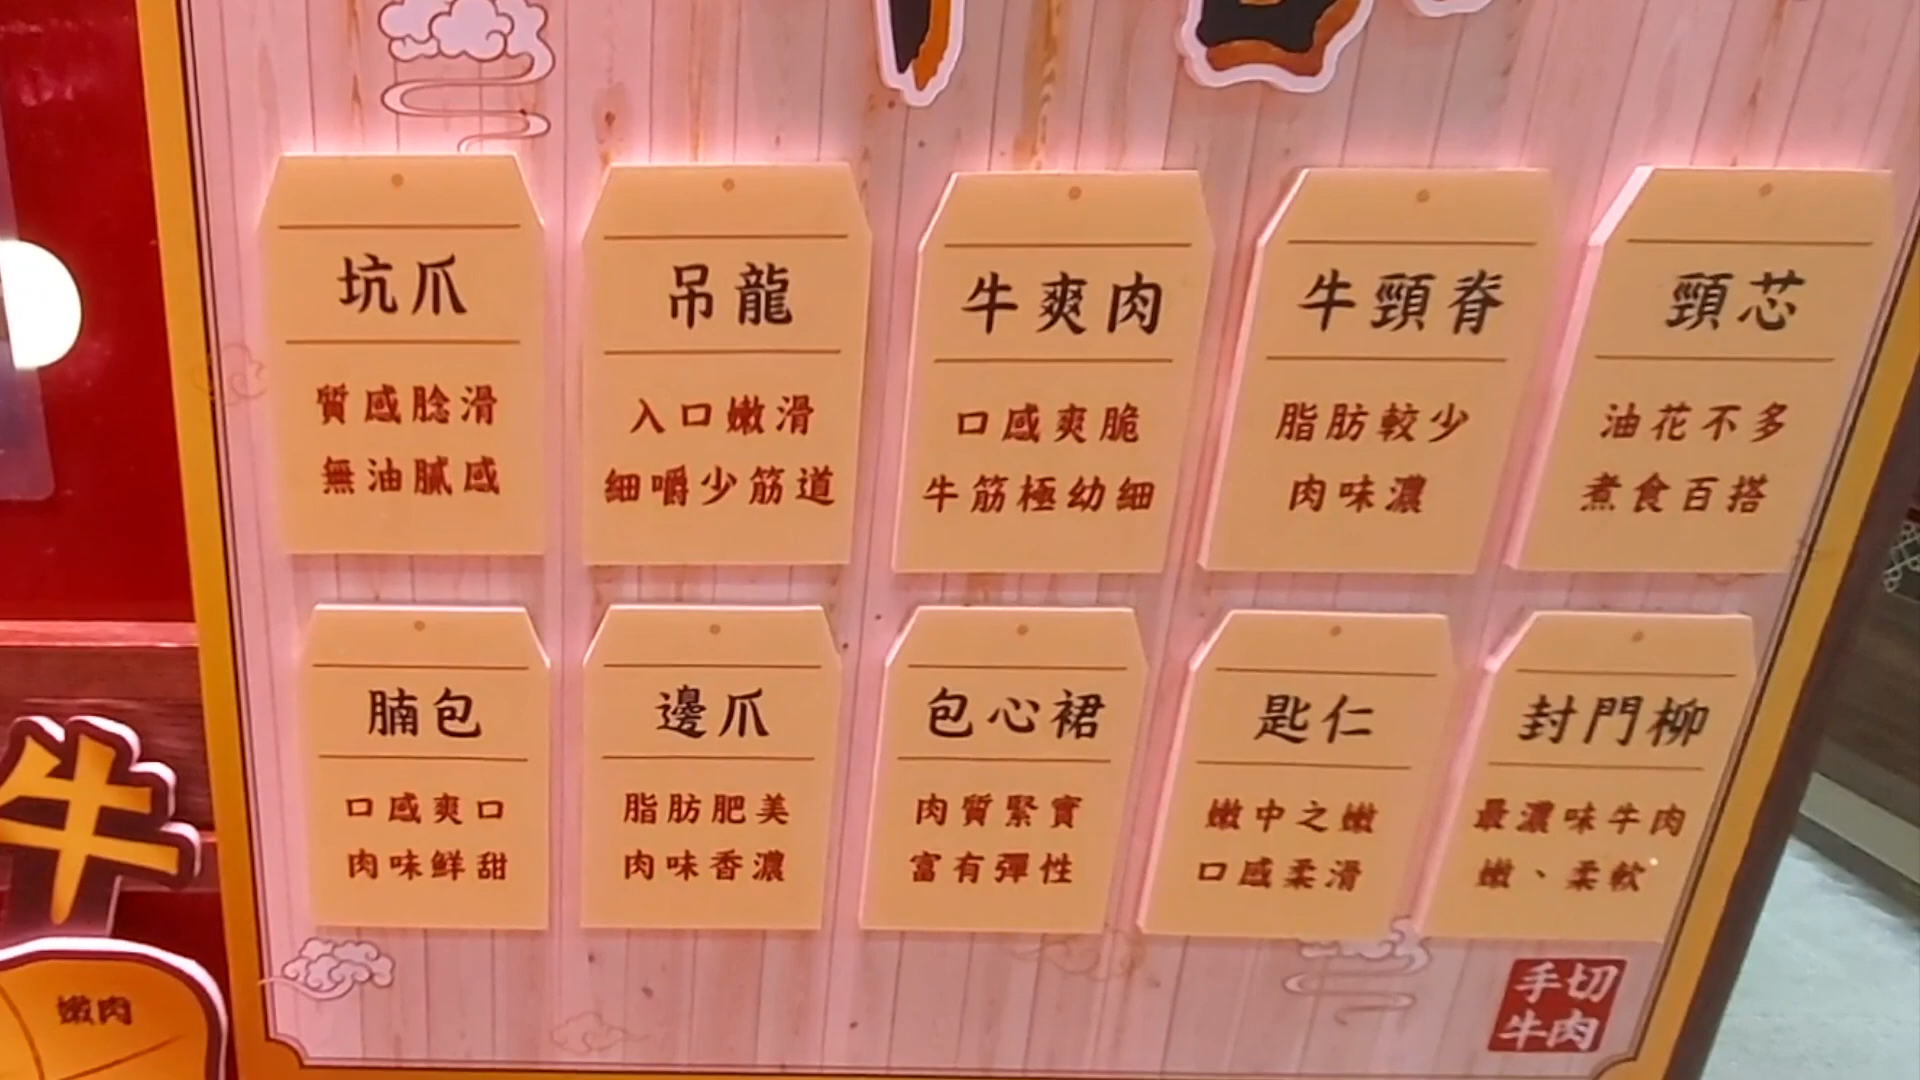 坑爪
質感腍滑
無油膩感
吊龍
入口嫩滑
細嚼少筋道
牛爽肉
口感爽脆
牛筋極幼細
牛頸脊
脂肪較少
肉味濃
頸芯
油花不多
煮食百搭
腩包
口感爽口
肉味鮮甜
邊爪
脂肪肥美
肉味香濃
包心裙
肉質緊實
富有彈性
匙仁
嫩中之嫩
口感柔滑
封門柳
最濃味牛肉
嫩、柔軟
牛
嫩肉
手切
牛肉